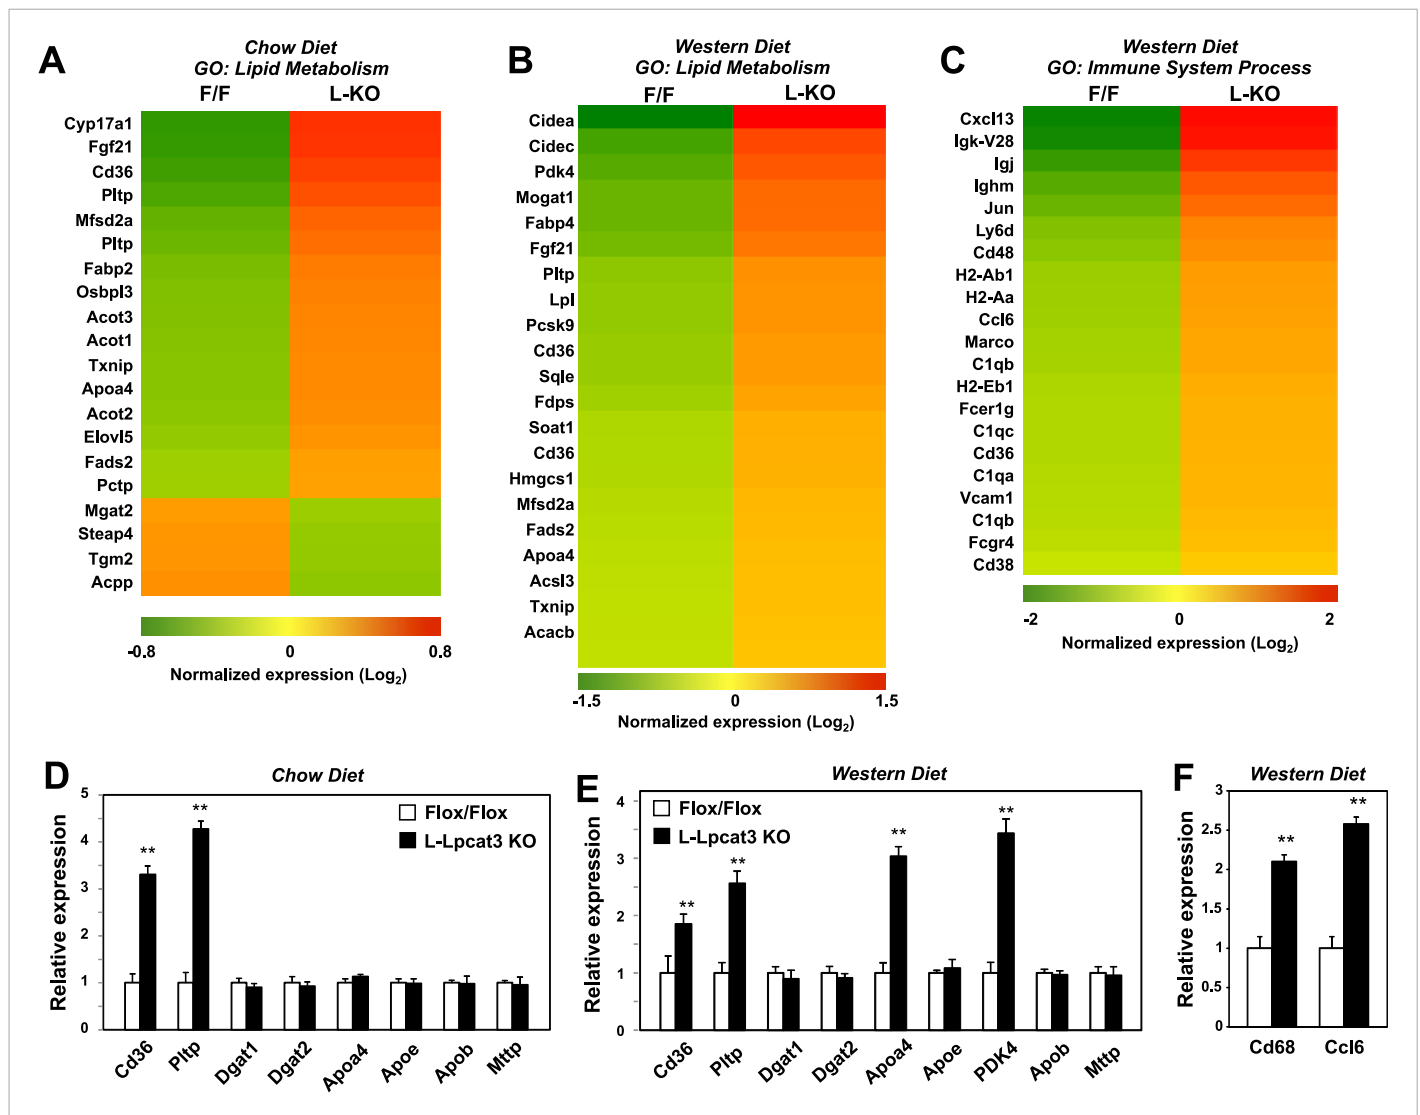 A
Chow Diet
GO: Lipid Metabolism
F/F L-KO
Cyp17a1
Fgf21
Cd36
Pltp
Mfsd2a
Pltp
Fabp2
Osbpl3
Acot3
Acot1
Txnip
Apoa4
Acot2
Elovl5
Fads2
Pctp
Mgat2
Steap4
Tgm2
Acpp
-0.8 0 0.8
Normalized expression (Log2)
B
Western Diet
GO: Lipid Metabolism
F/F L-KO
Cidea
Cidec
Pdk4
Mogat1
Fabp4
Fgf21
Pltp
Lpl
Pcsk9
Cd36
Sqle
Fdps
Soat1
Cd36
Hmgcs1
Mfsd2a
Fads2
Apoa4
Acsl3
Txnip
Acacb
-1.5 0 1.5
Normalized expression (Log2)
C
Western Diet
GO: Immune System Process
F/F L-KO
Cxcl13
Igk-V28
Igj
Ighm
Jun
Ly6d
Cd48
H2-Ab1
H2-Aa
Ccl6
Marco
C1qb
H2-Eb1
Fcer1g
C1qc
Cd36
C1qa
Vcam1
C1qb
Fcgr4
Cd38
-2 0 2
Normalized expression (Log2)
D
Chow Diet
Relative expression
5
4
3
2
1
0
Flox/Flox
L-Lpcat3 KO
** **
Cd36 Pltp Dgat1 Dgat2 Apoa4 Apoe Apob Mttp
E
Western Diet
Relative expression
4
3
2
1
0
Flox/Flox
L-Lpcat3 KO
** ** ** **
Cd36 Pltp Dgat1 Dgat2 Apoa4 Apoe PDK4 Apob Mttp
F
Western Diet
Relative expression
3
2.5
2
1.5
1
0.5
0
** **
Cd68 Ccl6